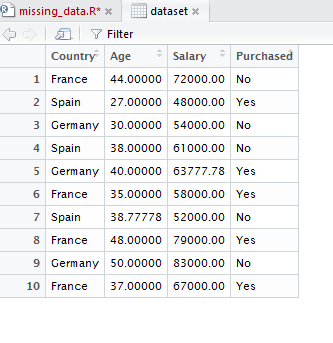 missing_data.R* dataset
Filter
Country Age Salary Purchased
1 France 44.00000 72000.00 No
2 Spain 27.00000 48000.00 Yes
3 Germany 30.00000 54000.00 No
4 Spain 38.00000 61000.00 No
5 Germany 40.00000 63777.78 Yes
6 France 35.00000 58000.00 Yes
7 Spain 38.77778 52000.00 No
8 France 48.00000 79000.00 Yes
9 Germany 50.00000 83000.00 No
10 France 37.00000 67000.00 Yes